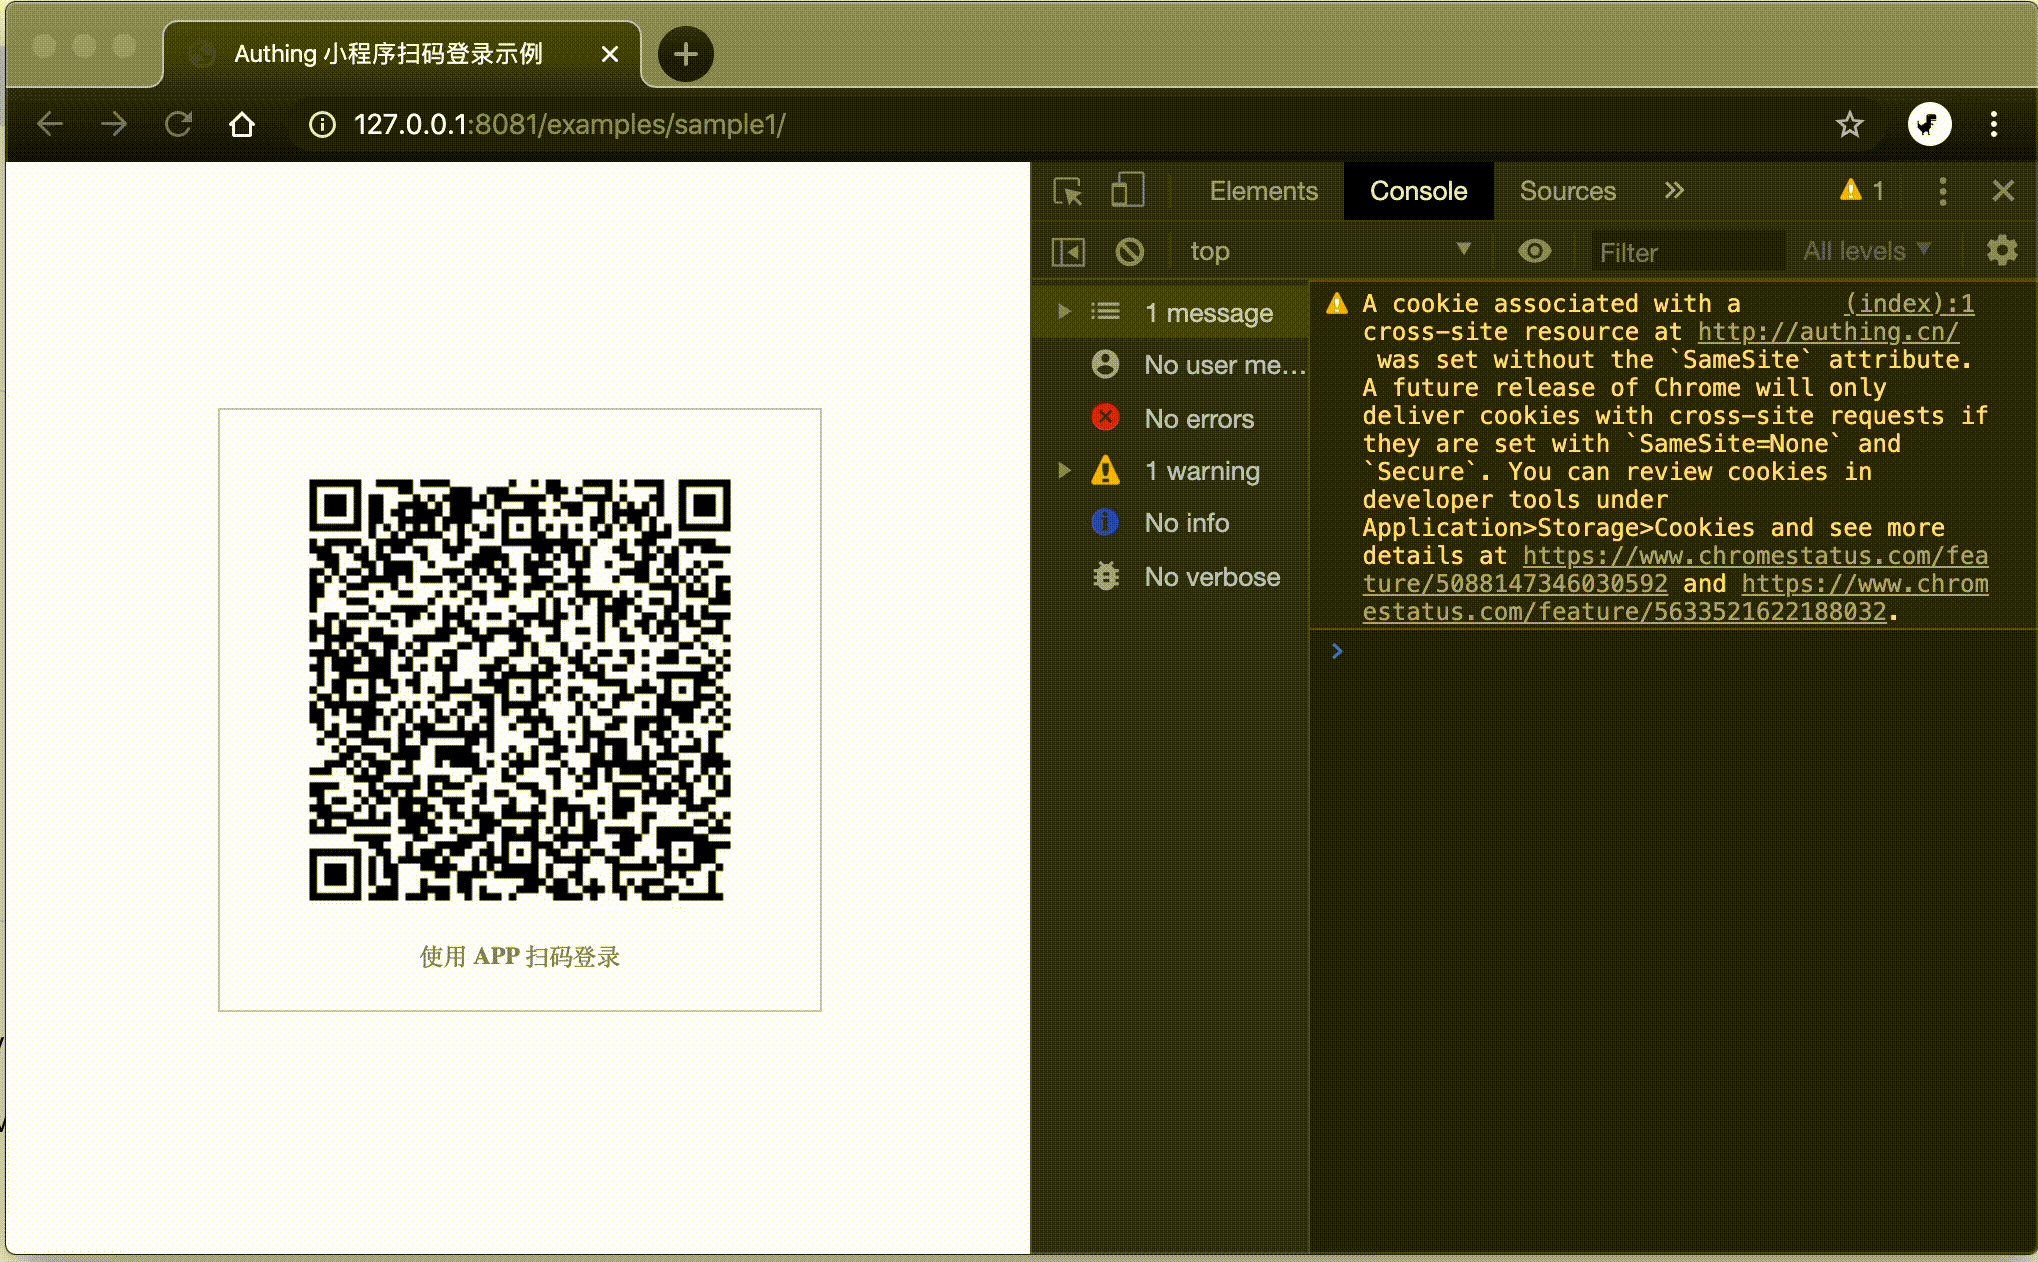 Authing 小程序扫码登录示例
127.0.0.1:8081/examples/sample1/
Elements Console Sources 1
top Filter All levels
1 message
No user me...
No errors
1 warning
No info
No verbose
A cookie associated with a (index):1
cross-site resource at http://authing.cn/
was set without the `SameSite` attribute.
A future release of Chrome will only
deliver cookies with cross-site requests if
they are set with `SameSite=None` and
`Secure`. You can review cookies in
developer tools under
Application>Storage>Cookies and see more
details at https://www.chromestatus.com/fea
ture/5088147346030592 and https://www.chrom
estatus.com/feature/5633521622188032.
使用 APP 扫码登录